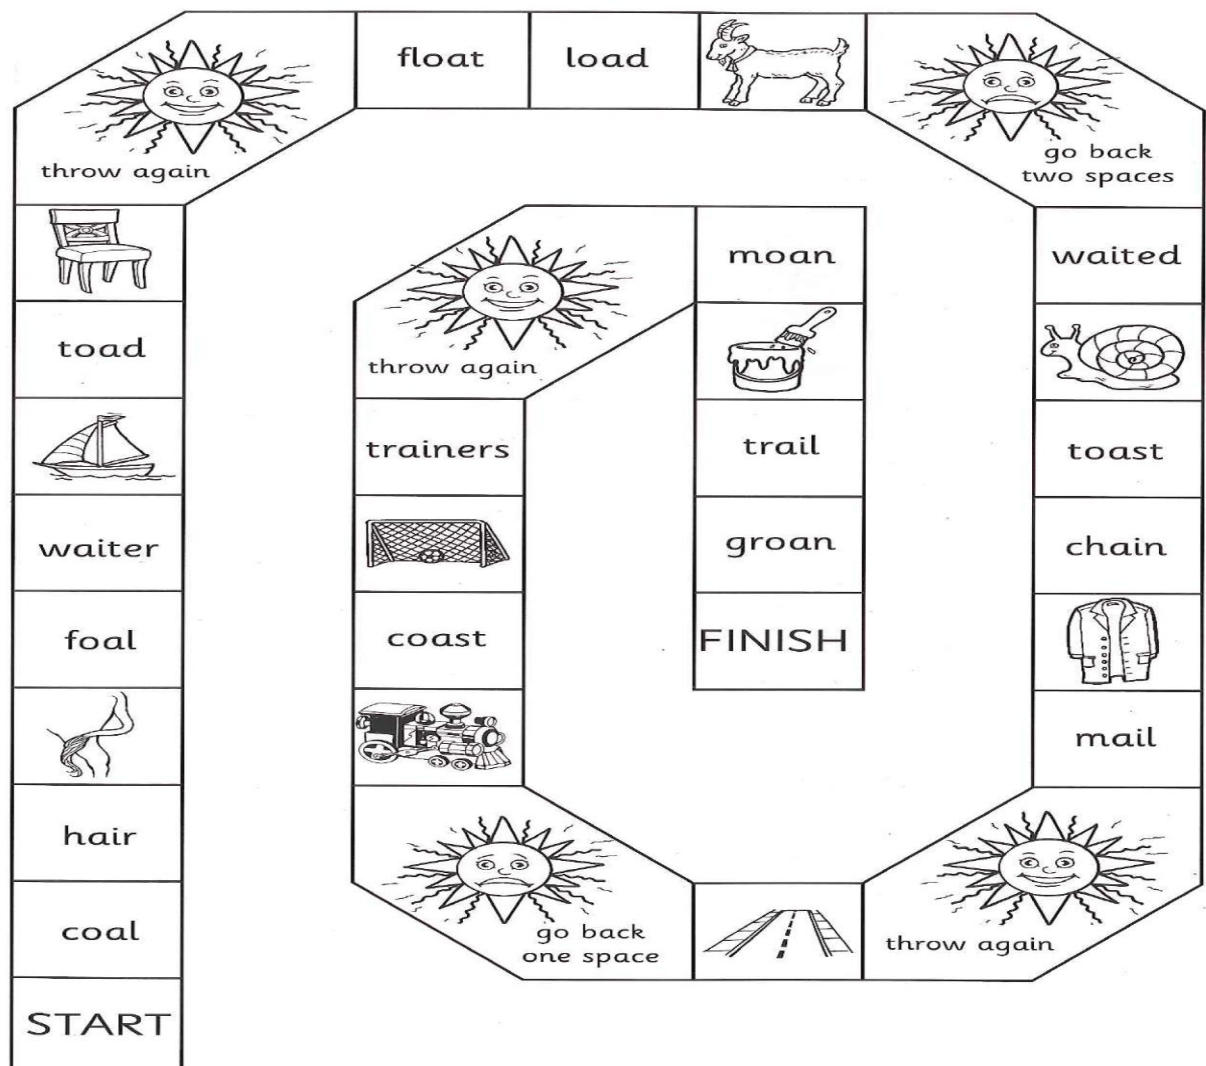 START
coal
hair
foal
waiter
toad
throw again
float
load
go back
two spaces
waited
toast
chain
mail
throw again
go back
one space
coast
trainers
throw again
moan
trail
groan
FINISH